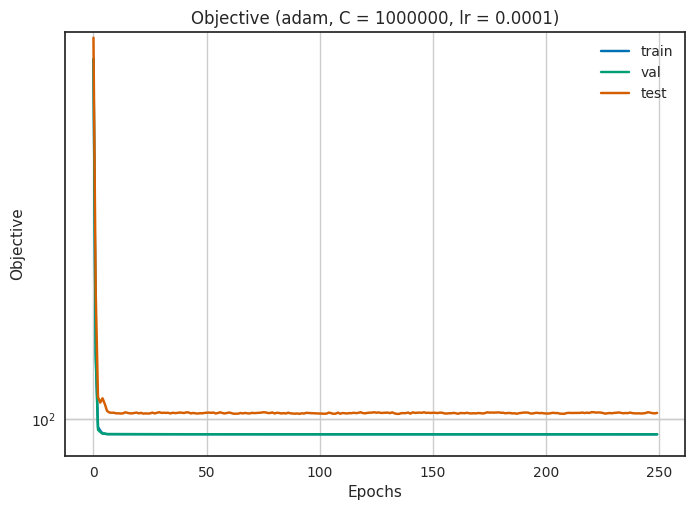 Objective (adam, C = 1000000, lr = 0.0001)
train
val
test
Objective
10²
0 50 100 150 200 250
Epochs